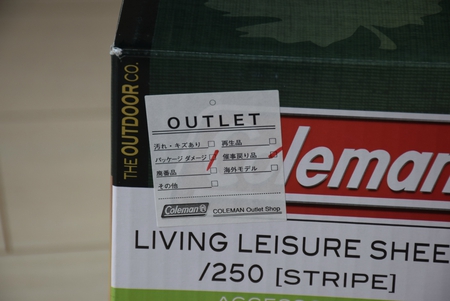 THE OUTDOOR CO.
OUTLET
汚れ・キズあり □ 再生品 □
パッケージ ダメージ □ 催事戻り品 □
廃番品 □ 海外モデル □
その他 □
Coleman COLEMAN Outlet Shop
leman
LIVING LEISURE SHEE
/250 [STRIPE]